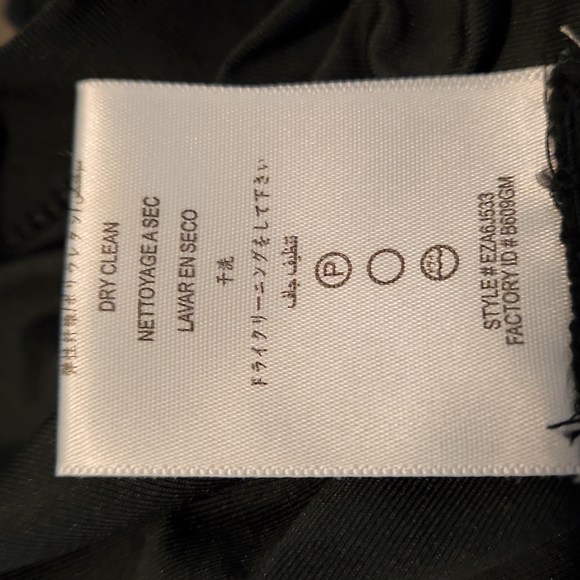 DRY CLEAN
NETTOYAGE A SEC
LAVAR EN SECO
干洗
ドライクリーニングをして下さい
تنظيف جاف
P
STYLE # EZA6J533
FACTORY ID # B609GM